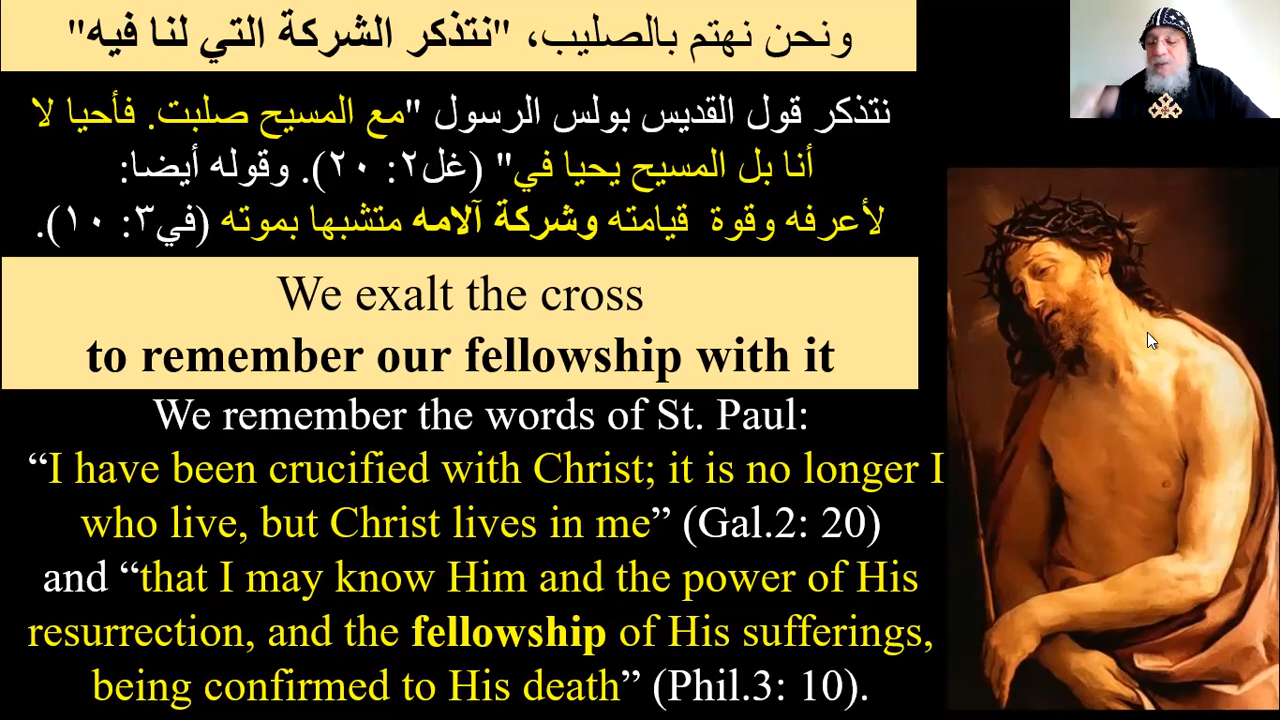 ونحن نهتم بالصليب، "نتذكر الشركة التي لنا فيه"
نتذكر قول القديس بولس الرسول "مع المسيح صلبت. فأحيا لا
أنا بل المسيح يحيا في" (غل٢: ٢٠). وقوله أيضا:
لأعرفه وقوة قيامته وشركة آلامه متشبها بموته (في٣: ١٠).
We exalt the cross
to remember our fellowship with it
We remember the words of St. Paul:
“I have been crucified with Christ; it is no longer I
who live, but Christ lives in me” (Gal.2: 20)
and “that I may know Him and the power of His
resurrection, and the fellowship of His sufferings,
being confirmed to His death” (Phil.3: 10).